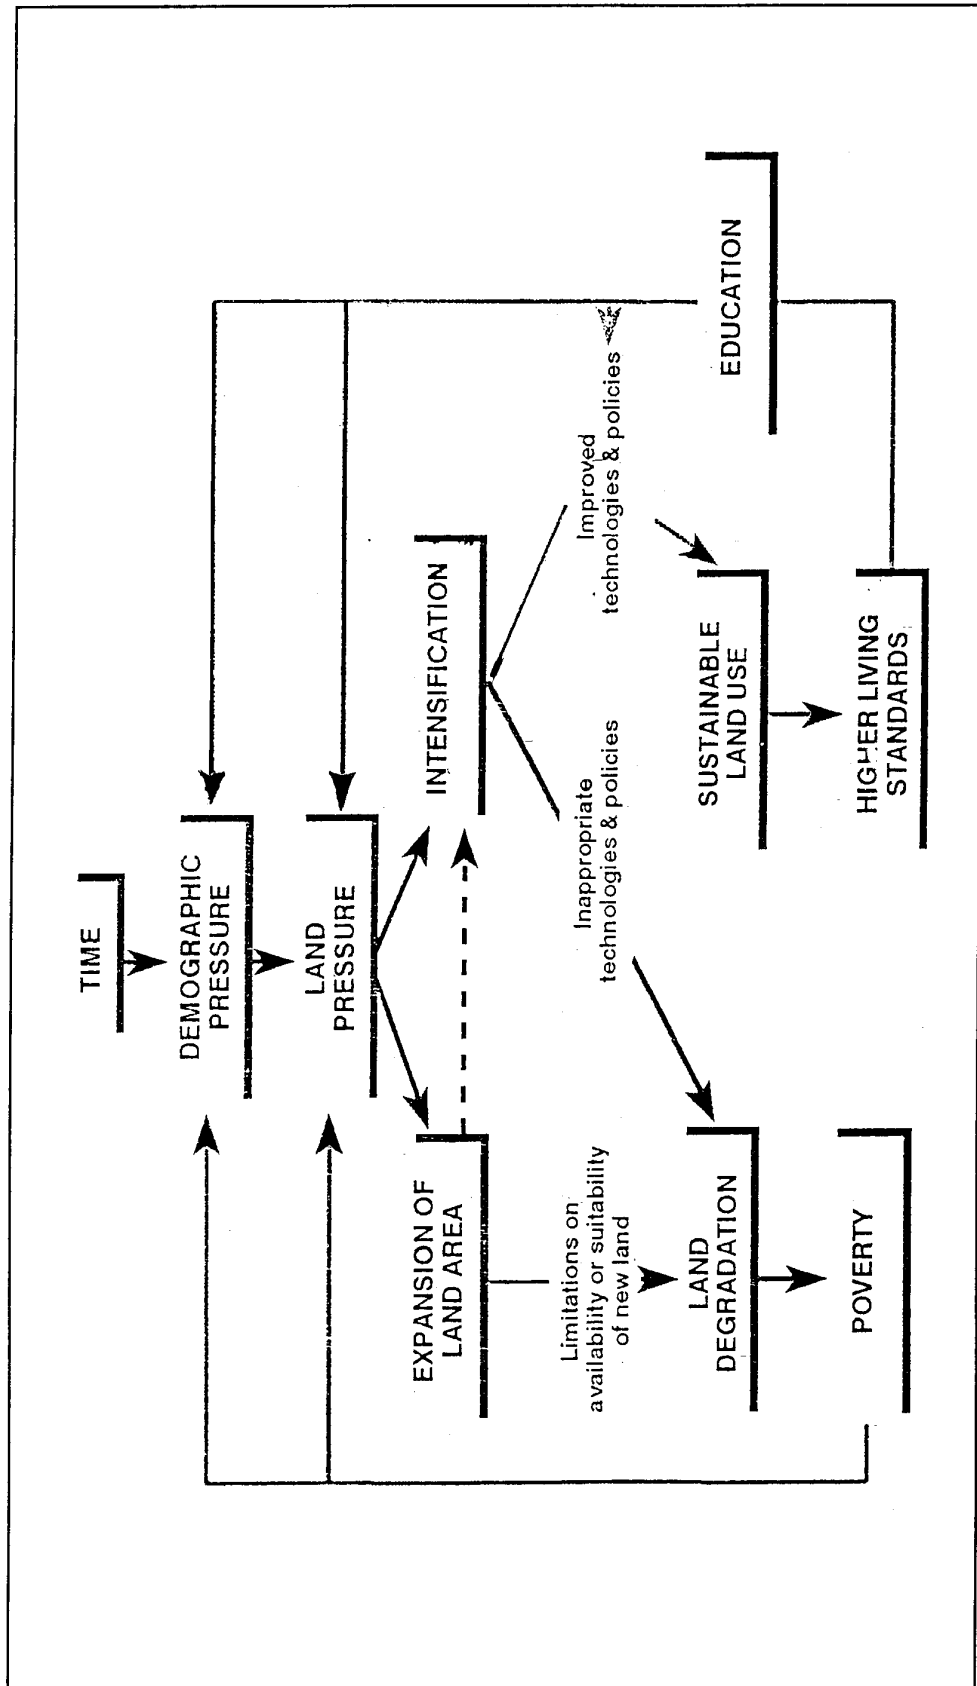 TIME
DEMOGRAPHIC
PRESSURE
LAND
PRESSURE
EXPANSION OF
LAND AREA
INTENSIFICATION
Limitations on
availability or suitability
of new land
Inappropriate
technologies & policies
Improved
technologies & policies
LAND
DEGRADATION
SUSTAINABLE
LAND USE
EDUCATION
POVERTY
HIGHER LIVING
STANDARDS